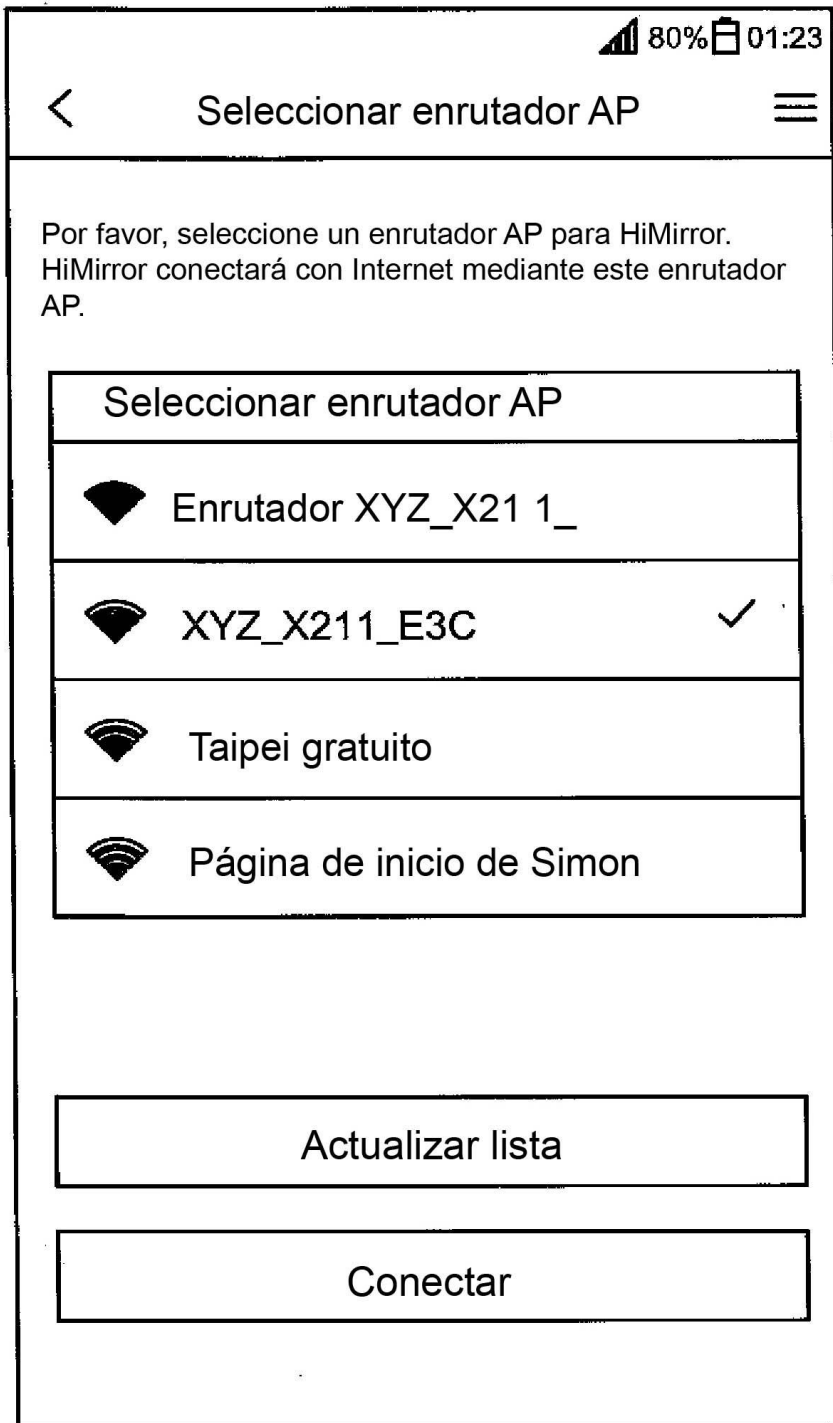 80% 01:23
Seleccionar enrutador AP
Por favor, seleccione un enrutador AP para HiMirror.
HiMirror conectará con Internet mediante este enrutador
AP.
Seleccionar enrutador AP
Enrutador XYZ_X21 1_
XYZ_X211_E3C
Taipei gratuito
Página de inicio de Simon
Actualizar lista
Conectar